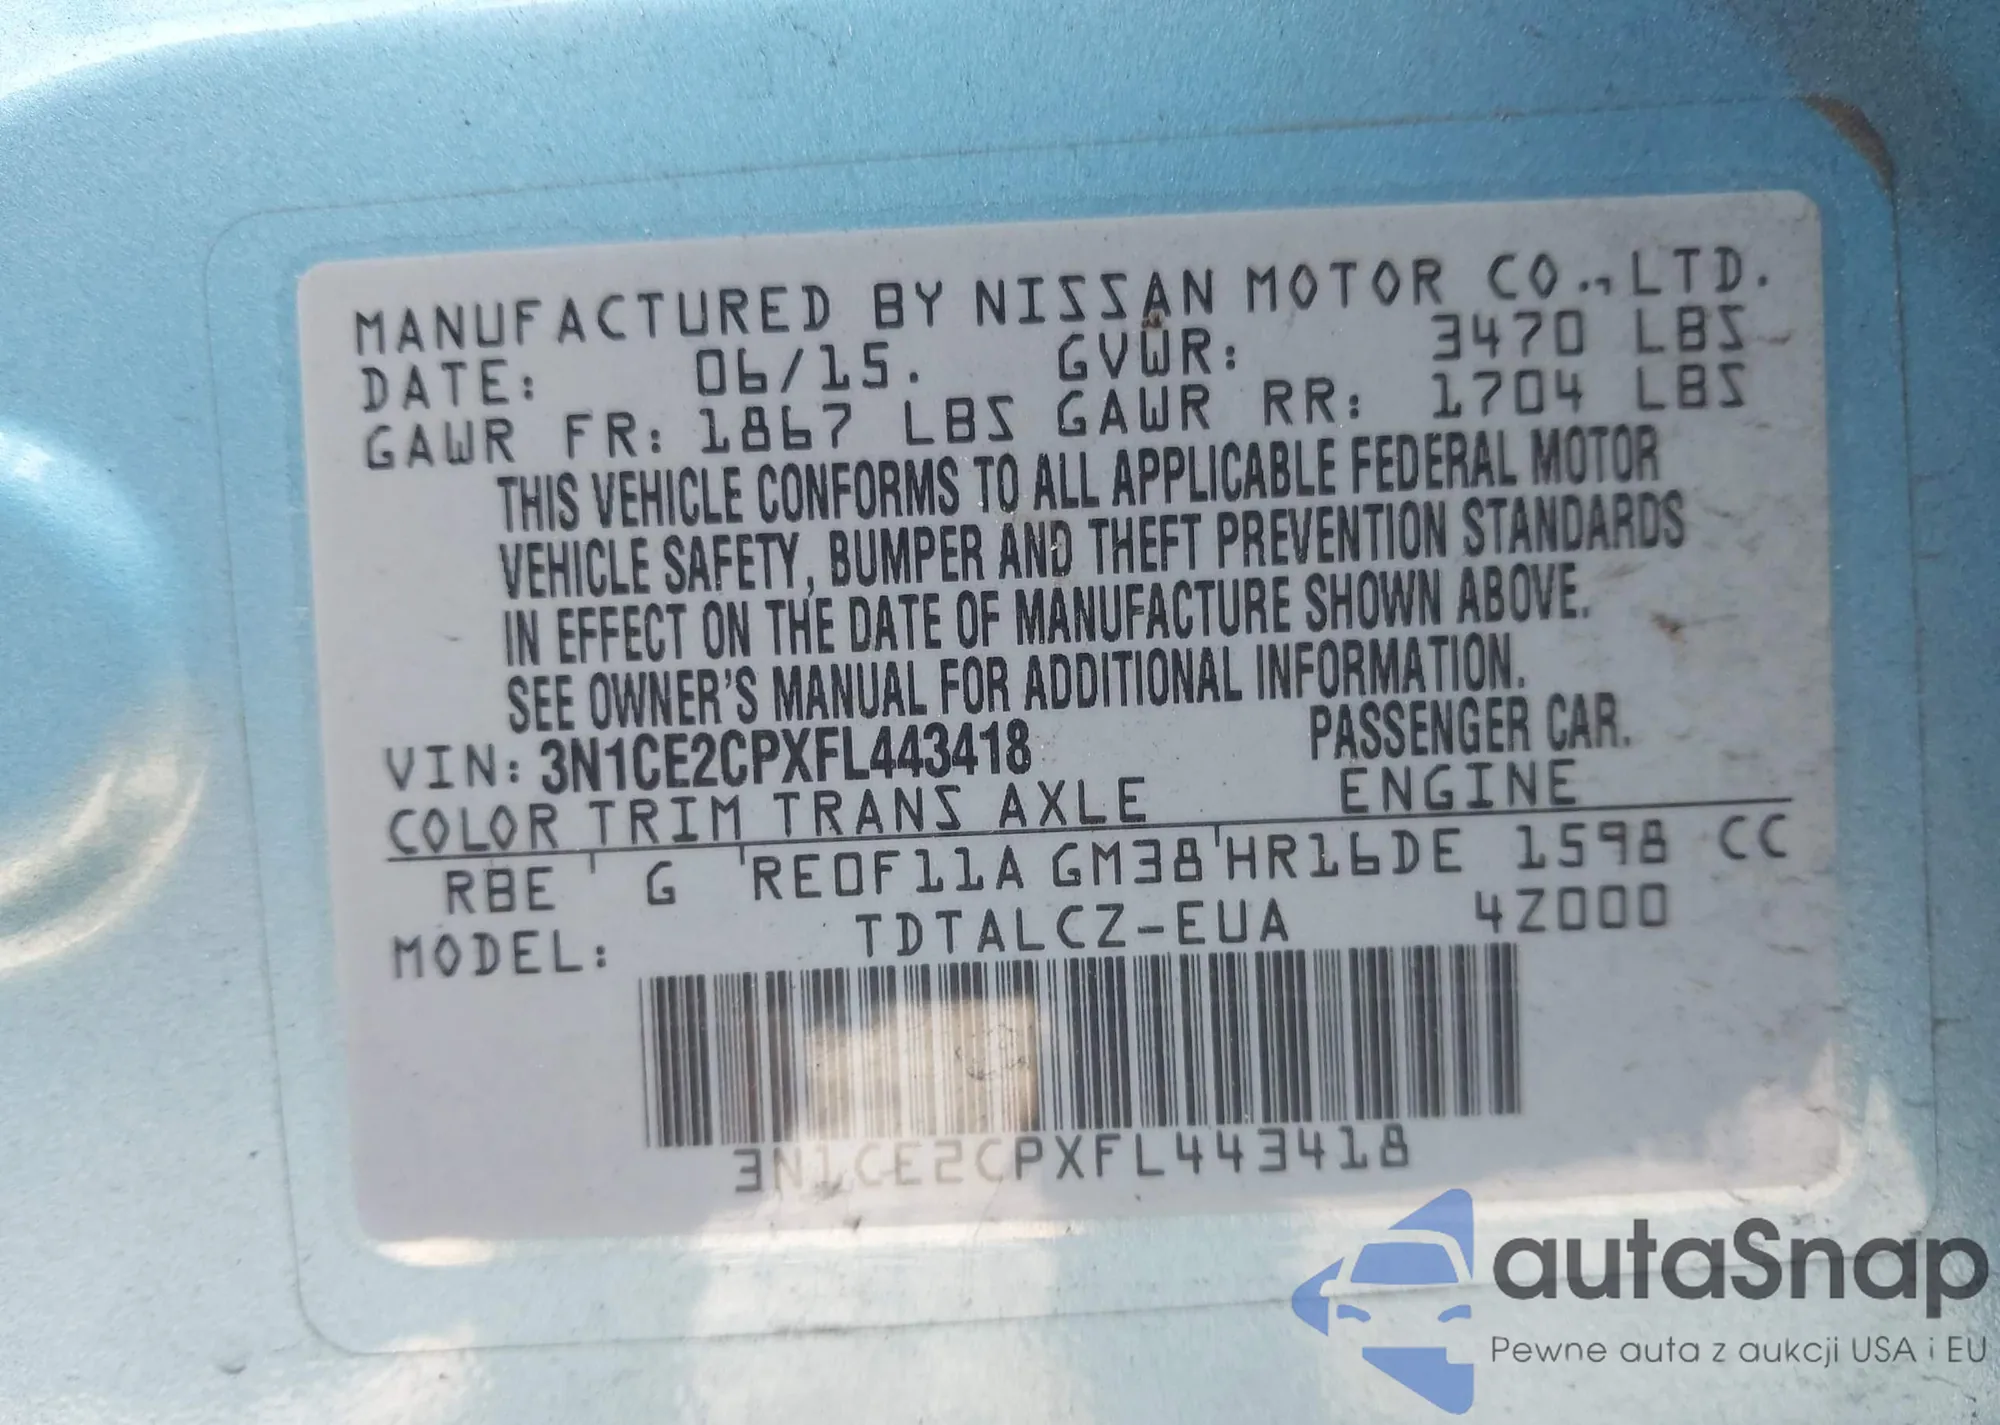 MANUFACTURED BY NISSAN MOTOR CO., LTD.
DATE: 06/15. GVWR: 3470 LBS
GAWR FR: 1867 LBS GAWR RR: 1704 LBS
THIS VEHICLE CONFORMS TO ALL APPLICABLE FEDERAL MOTOR
VEHICLE SAFETY, BUMPER AND THEFT PREVENTION STANDARDS
IN EFFECT ON THE DATE OF MANUFACTURE SHOWN ABOVE.
SEE OWNER'S MANUAL FOR ADDITIONAL INFORMATION.
VIN: 3N1CE2CPXFL443418 PASSENGER CAR.
COLOR TRIM TRANS AXLE ENGINE
RBE G RE0F11A GM38 HR16DE 1598 CC
MODEL: TDTALCZ-EUA 4Z000
3N1CE2CPXFL443418
autaSnap
Pewne auta z aukcji USA i EU